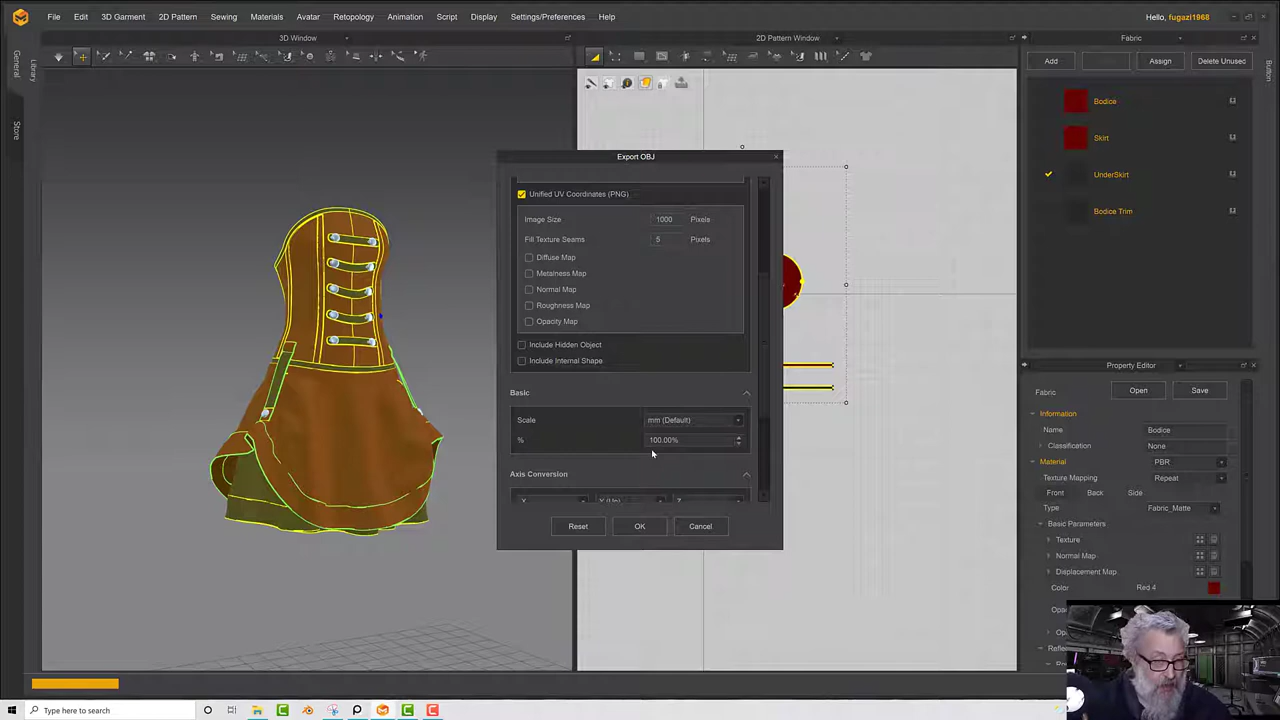 File Edit 3D Garment 2D Pattern Sewing Materials Avatar Retopology Animation Script Display Settings/Preferences Help
Hello, fugazi1968
3D Window
2D Pattern Window
Fabric
General
Library
Store
Button
Add
Assign
Delete Unused
Bodice
Skirt
UnderSkirt
Bodice Trim
Export OBJ
Unified UV Coordinates (PNG)
Image Size 1000 Pixels
Fill Texture Seams 5 Pixels
Diffuse Map
Metalness Map
Normal Map
Roughness Map
Opacity Map
Include Hidden Object
Include Internal Shape
Basic
Scale mm (Default)
% 100.00%
Axis Conversion
Reset OK Cancel
Property Editor
Fabric Open Save
Information
Name Bodice
Classification None
Material PBR
Texture Mapping Repeat
Front Back Side
Type Fabric_Matte
Basic Parameters
Texture
Normal Map
Displacement Map
Color Red 4
Type here to search